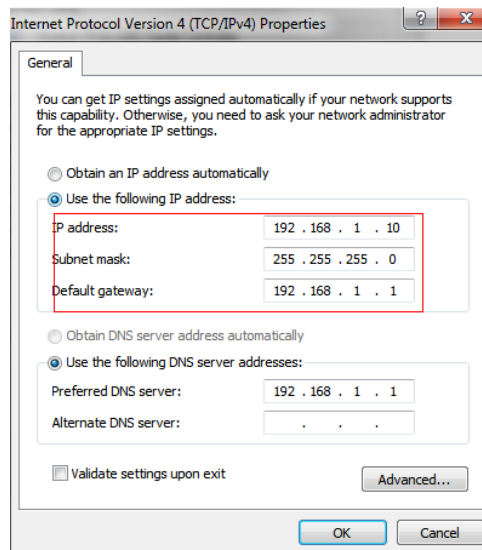 Internet Protocol Version 4 (TCP/IPv4) Properties
?
x
General
You can get IP settings assigned automatically if your network supports
this capability. Otherwise, you need to ask your network administrator
for the appropriate IP settings.
Obtain an IP address automatically
Use the following IP address:
IP address: 192 . 168 . 1 . 10
Subnet mask: 255 . 255 . 255 . 0
Default gateway: 192 . 168 . 1 . 1
Obtain DNS server address automatically
Use the following DNS server addresses:
Preferred DNS server: 192 . 168 . 1 . 1
Alternate DNS server: . . .
Validate settings upon exit
Advanced...
OK Cancel